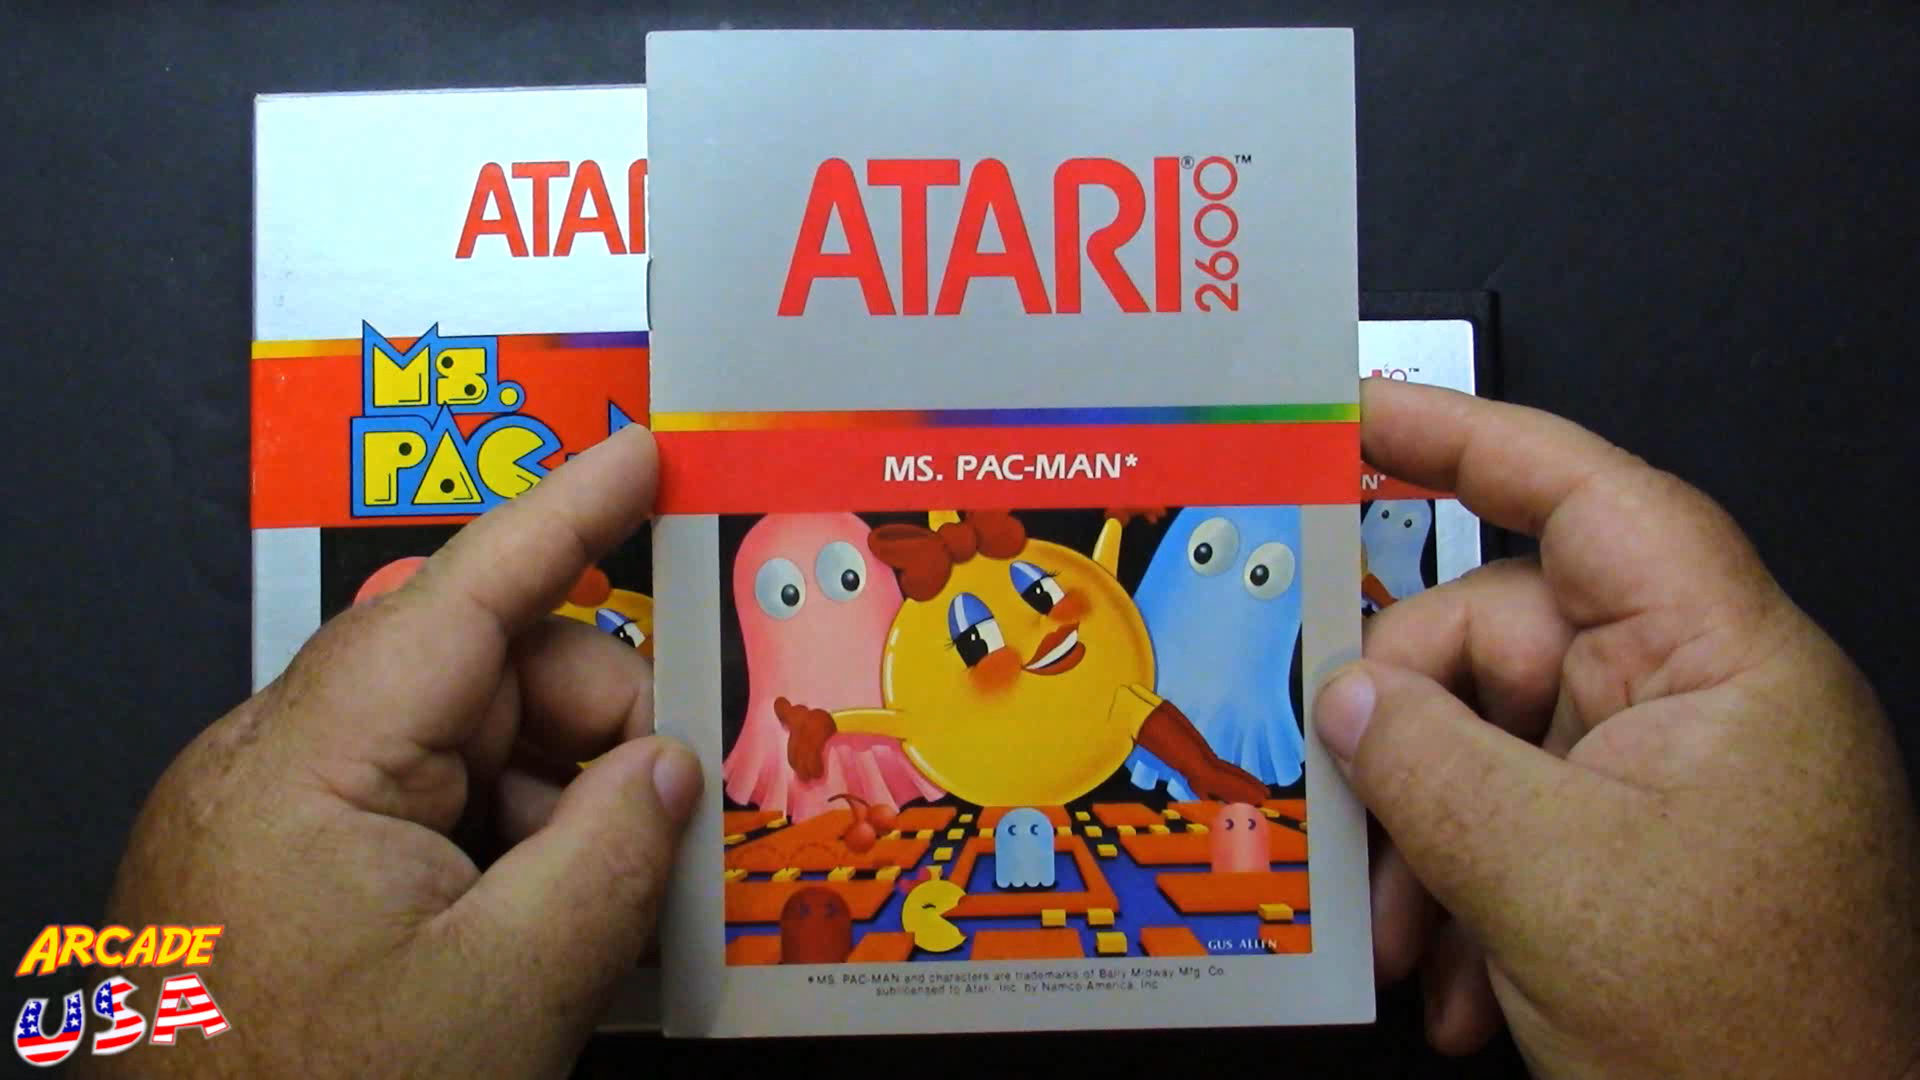 ATARI® 2600™
MS. PAC-MAN*
GUS ALLEN
*MS. PAC-MAN and characters are trademarks of Bally Midway Mfg. Co.
sublicensed to Atari, Inc. by Namco-America, Inc.
ATAR
MS.
PAC-
N*
ARCADE
USA